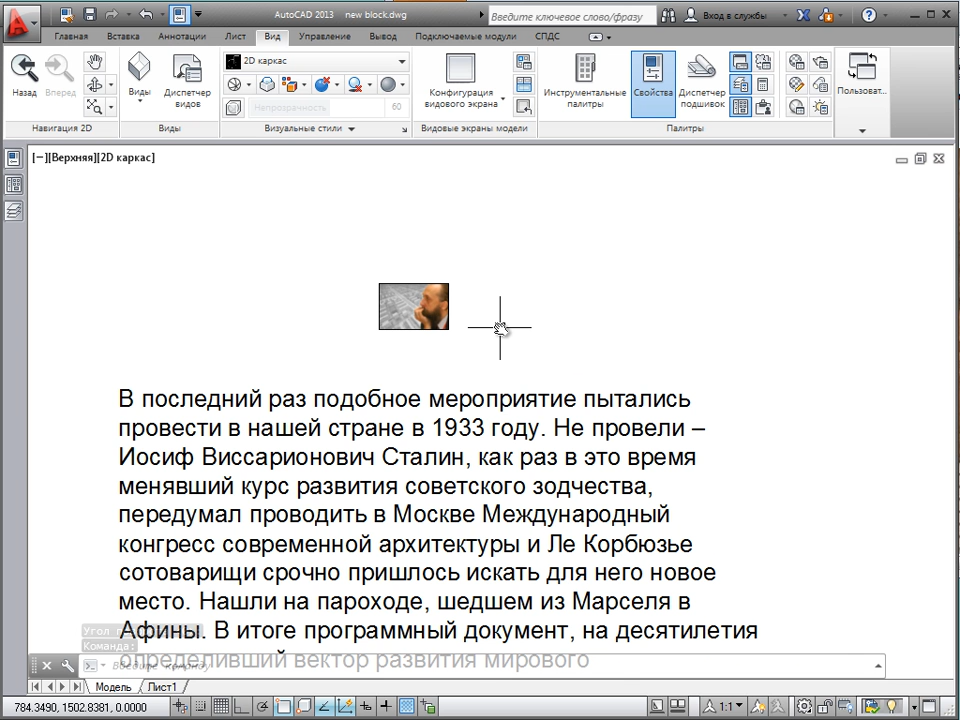 AutoCAD 2013 new block.dwg
Введите ключевое слово/фразу
Вход в службы
Главная Вставка Аннотации Лист Вид Управление Вывод Подключаемые модули СПДС
Назад Вперед
Виды
Диспетчер видов
2D каркас
Непрозрачность 60
Конфигурация видового экрана
Инструментальные палитры
Свойства
Диспетчер подшивок
Пользоват...
Навигация 2D Виды Визуальные стили Видовые экраны модели Палитры
[−][Верхняя][2D каркас]
В последний раз подобное мероприятие пытались
провести в нашей стране в 1933 году. Не провели –
Иосиф Виссарионович Сталин, как раз в это время
менявший курс развития советского зодчества,
передумал проводить в Москве Международный
конгресс современной архитектуры и Ле Корбюзье
сотоварищи срочно пришлось искать для него новое
место. Нашли на пароходе, шедшем из Марселя в
Афины. В итоге программный документ, на десятилетия
определивший вектор развития мирового
Команда:
Введите команду
Модель Лист1
784.3490, 1502.8381, 0.0000
1:1